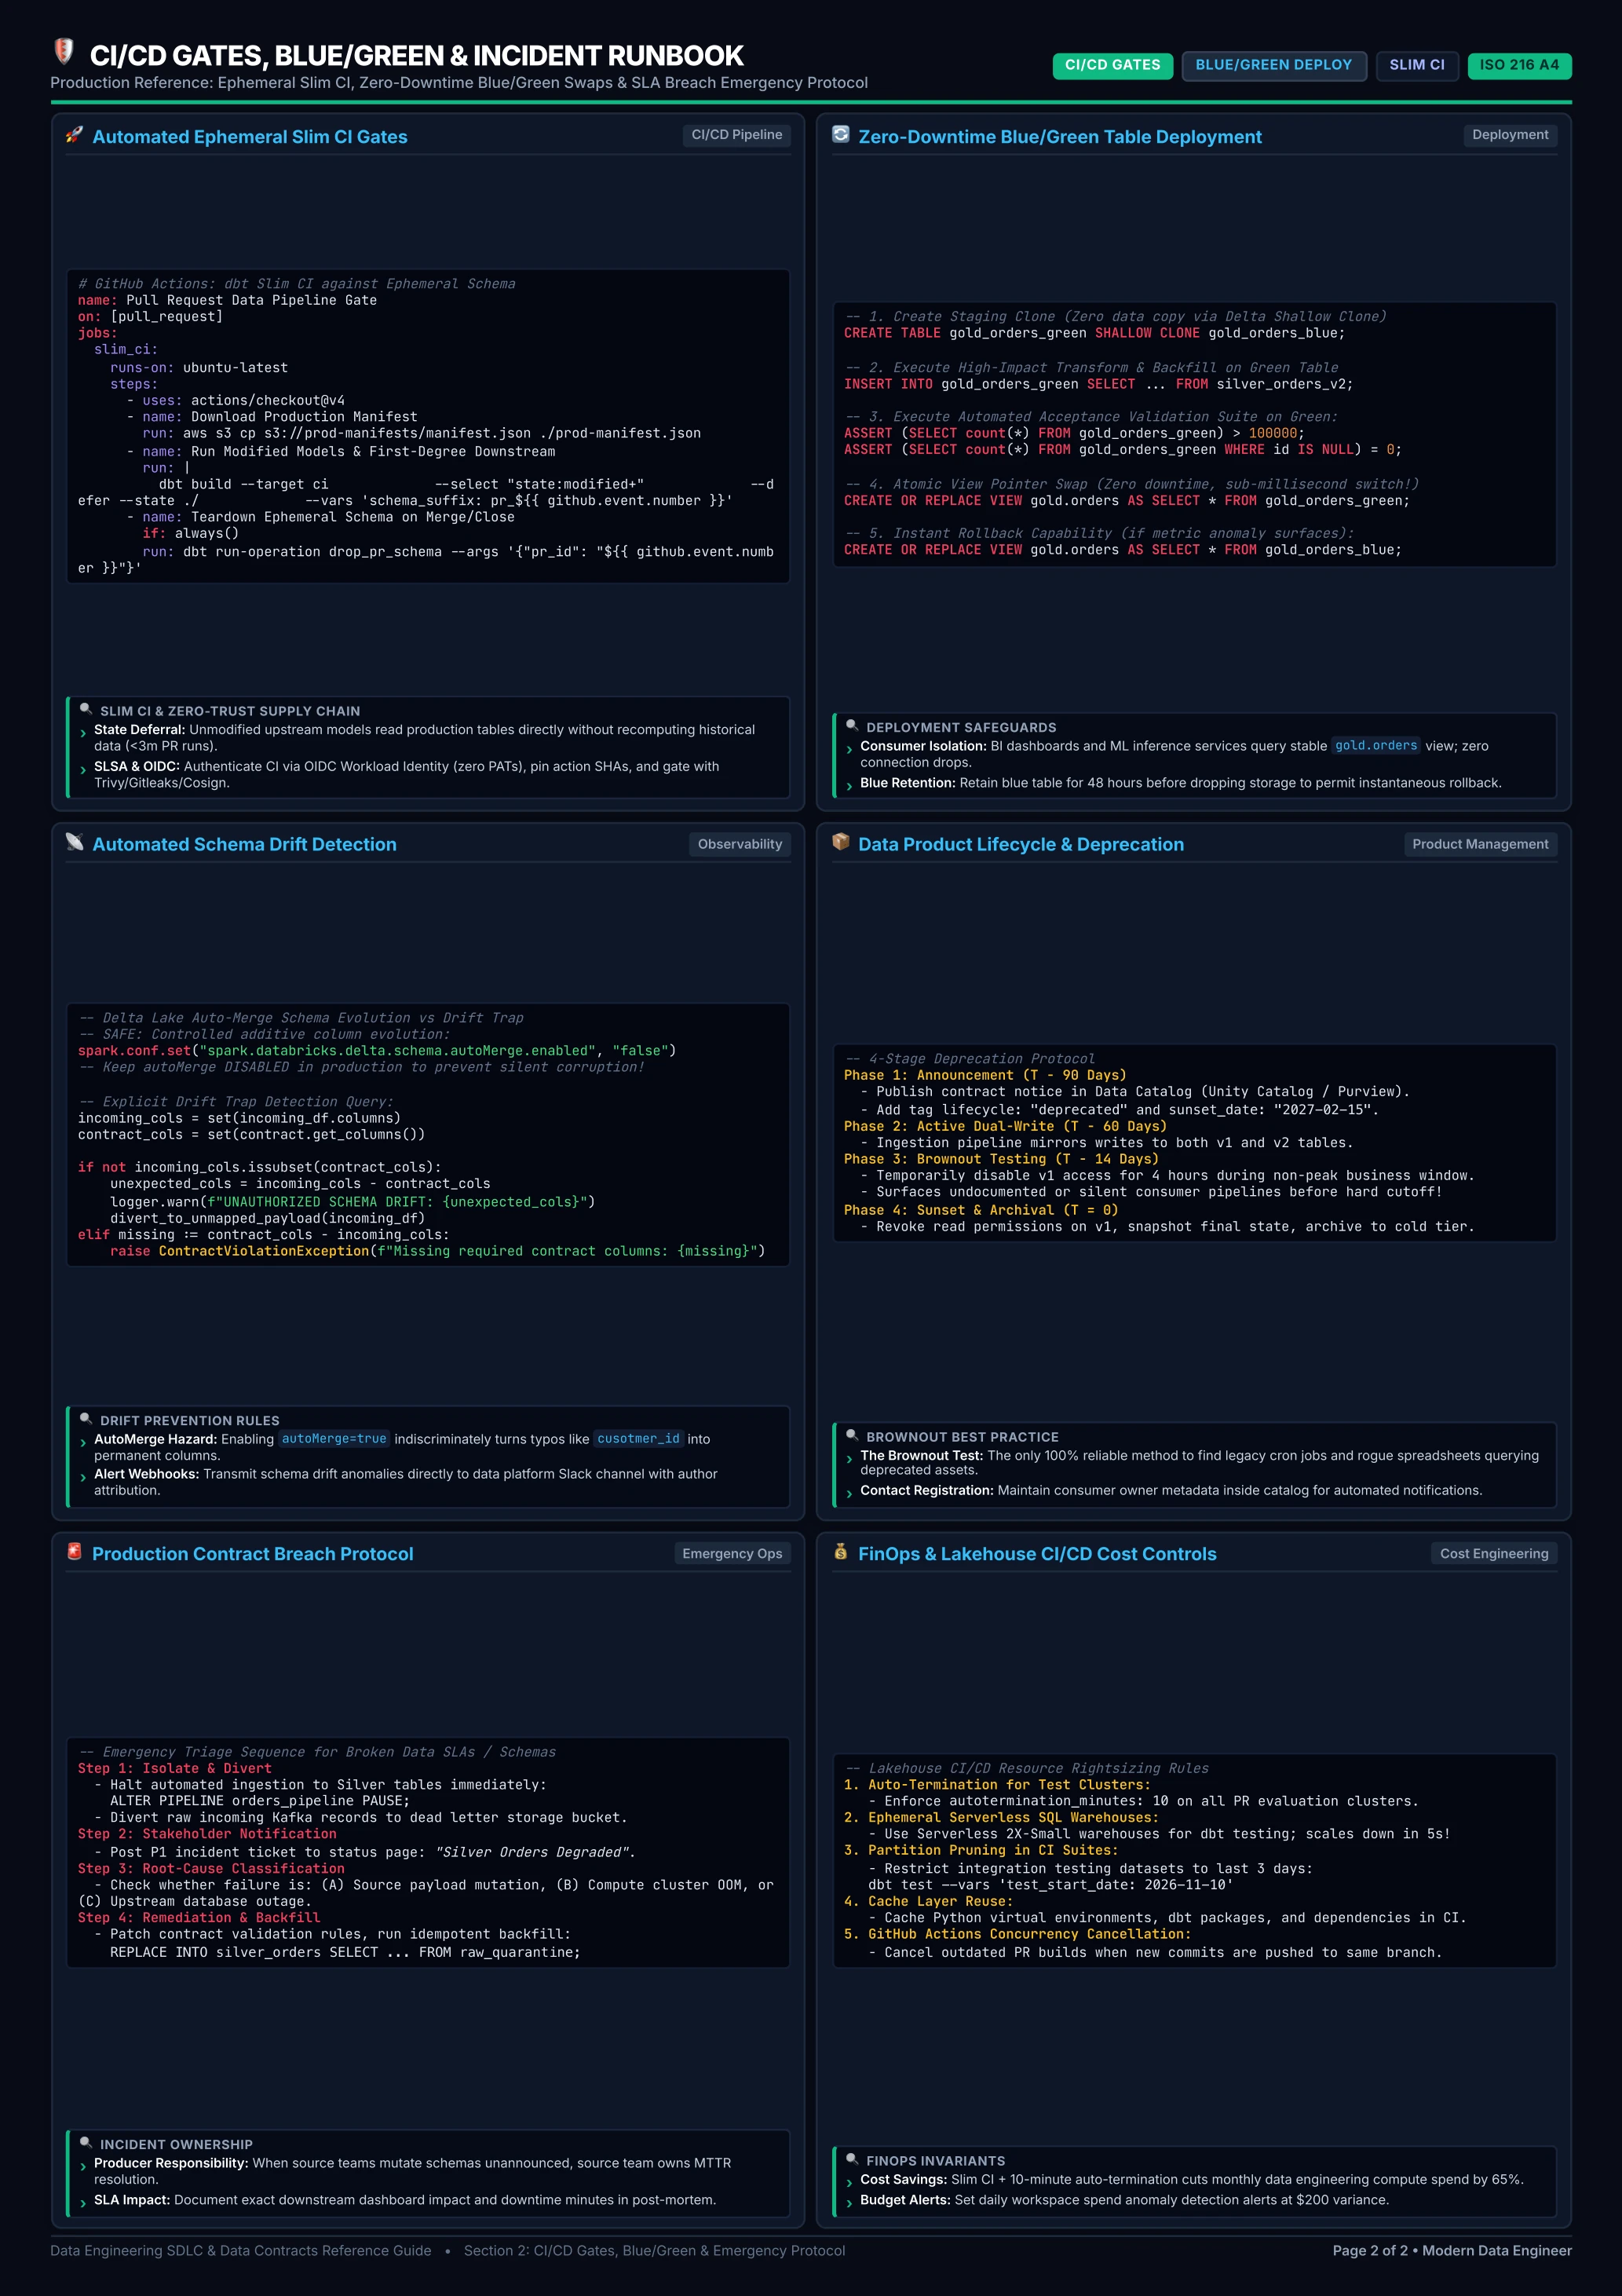 CI/CD GATES, BLUE/GREEN & INCIDENT RUNBOOK
Production Reference: Ephemeral Slim CI, Zero-Downtime Blue/Green Swaps & SLA Breach Emergency Protocol
CI/CD GATES
BLUE/GREEN DEPLOY
SLIM CI
ISO 216 A4
Automated Ephemeral Slim CI Gates
CI/CD Pipeline
# GitHub Actions: dbt Slim CI against Ephemeral Schema
name: Pull Request Data Pipeline Gate
on: [pull_request]
jobs:
  slim_ci:
    runs-on: ubuntu-latest
    steps:
      - uses: actions/checkout@v4
      - name: Download Production Manifest
        run: aws s3 cp s3://prod-manifests/manifest.json ./prod-manifest.json
      - name: Run Modified Models & First-Degree Downstream
        run: |
          dbt build --target ci             --select "state:modified+"             --d
efer --state ./             --vars 'schema_suffix: pr_${{ github.event.number }}'
      - name: Teardown Ephemeral Schema on Merge/Close
        if: always()
        run: dbt run-operation drop_pr_schema --args '{"pr_id": "${{ github.event.numb
er }}"}'
SLIM CI & ZERO-TRUST SUPPLY CHAIN
› State Deferral: Unmodified upstream models read production tables directly without recomputing historical
data (<3m PR runs).
› SLSA & OIDC: Authenticate CI via OIDC Workload Identity (zero PATs), pin action SHAs, and gate with
Trivy/Gitleaks/Cosign.
Zero-Downtime Blue/Green Table Deployment
Deployment
-- 1. Create Staging Clone (Zero data copy via Delta Shallow Clone)
CREATE TABLE gold_orders_green SHALLOW CLONE gold_orders_blue;
-- 2. Execute High-Impact Transform & Backfill on Green Table
INSERT INTO gold_orders_green SELECT ... FROM silver_orders_v2;
-- 3. Execute Automated Acceptance Validation Suite on Green:
ASSERT (SELECT count(*) FROM gold_orders_green) > 100000;
ASSERT (SELECT count(*) FROM gold_orders_green WHERE id IS NULL) = 0;
-- 4. Atomic View Pointer Swap (Zero downtime, sub-millisecond switch!)
CREATE OR REPLACE VIEW gold.orders AS SELECT * FROM gold_orders_green;
-- 5. Instant Rollback Capability (if metric anomaly surfaces):
CREATE OR REPLACE VIEW gold.orders AS SELECT * FROM gold_orders_blue;
DEPLOYMENT SAFEGUARDS
› Consumer Isolation: BI dashboards and ML inference services query stable gold.orders view; zero
connection drops.
› Blue Retention: Retain blue table for 48 hours before dropping storage to permit instantaneous rollback.
Automated Schema Drift Detection
Observability
-- Delta Lake Auto-Merge Schema Evolution vs Drift Trap
-- SAFE: Controlled additive column evolution:
spark.conf.set("spark.databricks.delta.schema.autoMerge.enabled", "false")
-- Keep autoMerge DISABLED in production to prevent silent corruption!
-- Explicit Drift Trap Detection Query:
incoming_cols = set(incoming_df.columns)
contract_cols = set(contract.get_columns())
if not incoming_cols.issubset(contract_cols):
    unexpected_cols = incoming_cols - contract_cols
    logger.warn(f"UNAUTHORIZED SCHEMA DRIFT: {unexpected_cols}")
    divert_to_unmapped_payload(incoming_df)
elif missing := contract_cols - incoming_cols:
    raise ContractViolationException(f"Missing required contract columns: {missing}")
DRIFT PREVENTION RULES
› AutoMerge Hazard: Enabling autoMerge=true indiscriminately turns typos like cusotmer_id into
permanent columns.
› Alert Webhooks: Transmit schema drift anomalies directly to data platform Slack channel with author
attribution.
Data Product Lifecycle & Deprecation
Product Management
-- 4-Stage Deprecation Protocol
Phase 1: Announcement (T - 90 Days)
  - Publish contract notice in Data Catalog (Unity Catalog / Purview).
  - Add tag lifecycle: "deprecated" and sunset_date: "2027-02-15".
Phase 2: Active Dual-Write (T - 60 Days)
  - Ingestion pipeline mirrors writes to both v1 and v2 tables.
Phase 3: Brownout Testing (T - 14 Days)
  - Temporarily disable v1 access for 4 hours during non-peak business window.
  - Surfaces undocumented or silent consumer pipelines before hard cutoff!
Phase 4: Sunset & Archival (T = 0)
  - Revoke read permissions on v1, snapshot final state, archive to cold tier.
BROWNOUT BEST PRACTICE
› The Brownout Test: The only 100% reliable method to find legacy cron jobs and rogue spreadsheets querying
deprecated assets.
› Contact Registration: Maintain consumer owner metadata inside catalog for automated notifications.
Production Contract Breach Protocol
Emergency Ops
-- Emergency Triage Sequence for Broken Data SLAs / Schemas
Step 1: Isolate & Divert
  - Halt automated ingestion to Silver tables immediately:
    ALTER PIPELINE orders_pipeline PAUSE;
  - Divert raw incoming Kafka records to dead letter storage bucket.
Step 2: Stakeholder Notification
  - Post P1 incident ticket to status page: "Silver Orders Degraded".
Step 3: Root-Cause Classification
  - Check whether failure is: (A) Source payload mutation, (B) Compute cluster OOM, or
(C) Upstream database outage.
Step 4: Remediation & Backfill
  - Patch contract validation rules, run idempotent backfill:
    REPLACE INTO silver_orders SELECT ... FROM raw_quarantine;
INCIDENT OWNERSHIP
› Producer Responsibility: When source teams mutate schemas unannounced, source team owns MTTR
resolution.
› SLA Impact: Document exact downstream dashboard impact and downtime minutes in post-mortem.
FinOps & Lakehouse CI/CD Cost Controls
Cost Engineering
-- Lakehouse CI/CD Resource Rightsizing Rules
1. Auto-Termination for Test Clusters:
   - Enforce autotermination_minutes: 10 on all PR evaluation clusters.
2. Ephemeral Serverless SQL Warehouses:
   - Use Serverless 2X-Small warehouses for dbt testing; scales down in 5s!
3. Partition Pruning in CI Suites:
   - Restrict integration testing datasets to last 3 days:
   dbt test --vars 'test_start_date: 2026-11-10'
4. Cache Layer Reuse:
   - Cache Python virtual environments, dbt packages, and dependencies in CI.
5. GitHub Actions Concurrency Cancellation:
   - Cancel outdated PR builds when new commits are pushed to same branch.
FINOPS INVARIANTS
› Cost Savings: Slim CI + 10-minute auto-termination cuts monthly data engineering compute spend by 65%.
› Budget Alerts: Set daily workspace spend anomaly detection alerts at $200 variance.
Data Engineering SDLC & Data Contracts Reference Guide • Section 2: CI/CD Gates, Blue/Green & Emergency Protocol
Page 2 of 2 • Modern Data Engineer